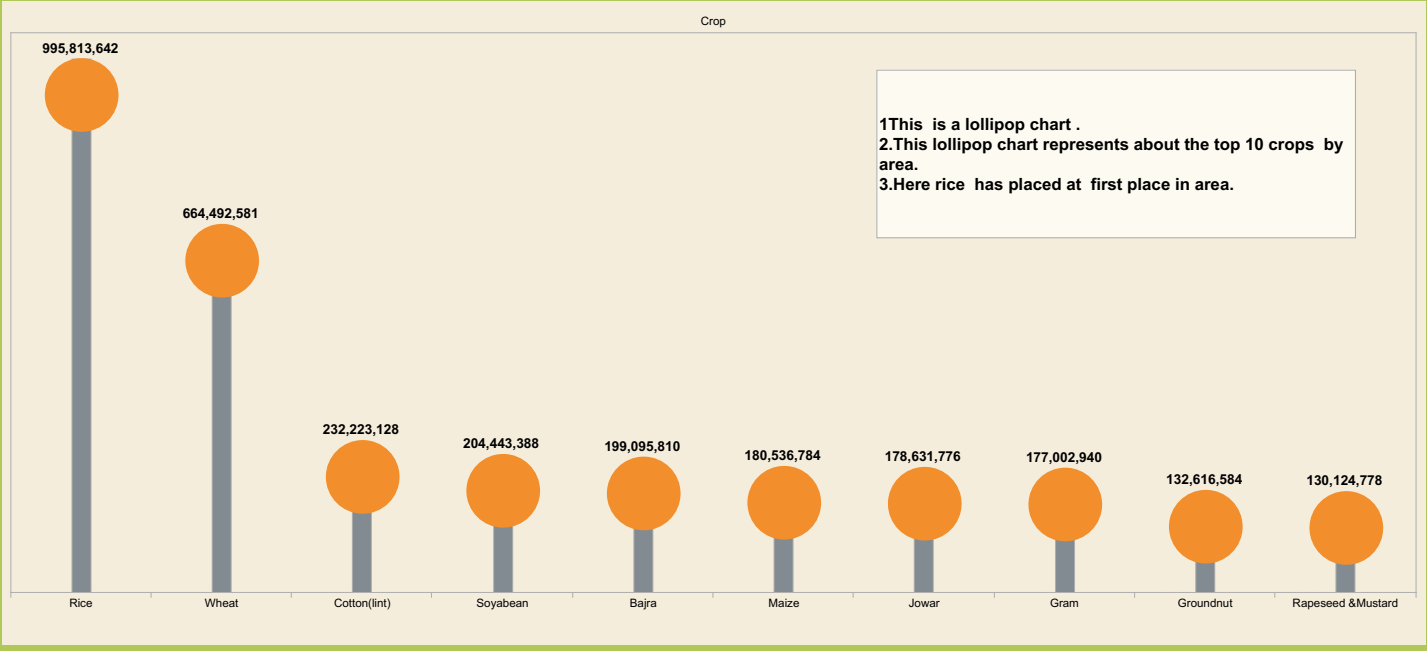 Crop
995,813,642
1This  is a lollipop chart .
2.This lollipop chart represents about the top 10 crops  by
area.
3.Here rice  has placed at  first place in area.
664,492,581
232,223,128
204,443,388
199,095,810
180,536,784
178,631,776
177,002,940
132,616,584
130,124,778
Rice
Wheat
Cotton(lint)
Soyabean
Bajra
Maize
Jowar
Gram
Groundnut
Rapeseed &Mustard